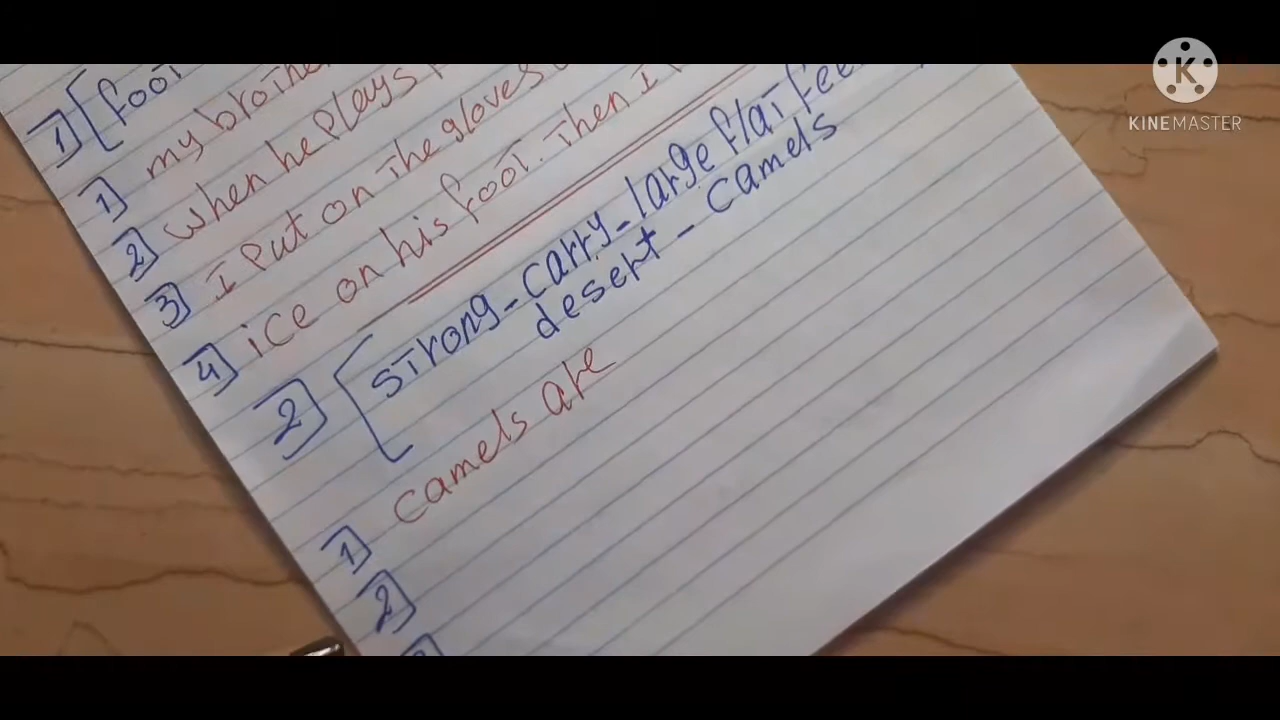 1 [foot
1 my brothe
2 when he plays
3 I put on the gloves
4 ice on his foot. Then I
2 [strong - carry - large flat fee
desert - camels
1 camels are
2
KINEMASTER